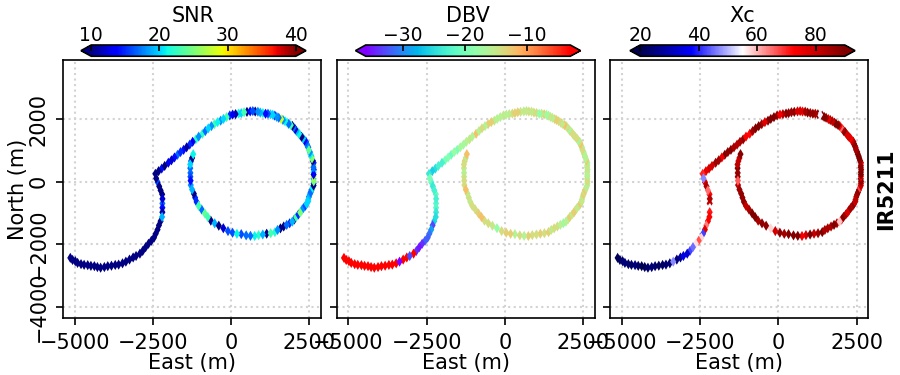 SNR DBV Xc
10 20 30 40 −30 −20 −10 20 40 60 80
2000
0
−2000
−4000
North (m)
−5000 −2500 0 2500 −5000 −2500 0 2500 −5000 −2500 0 2500
East (m) East (m) East (m)
IR5211